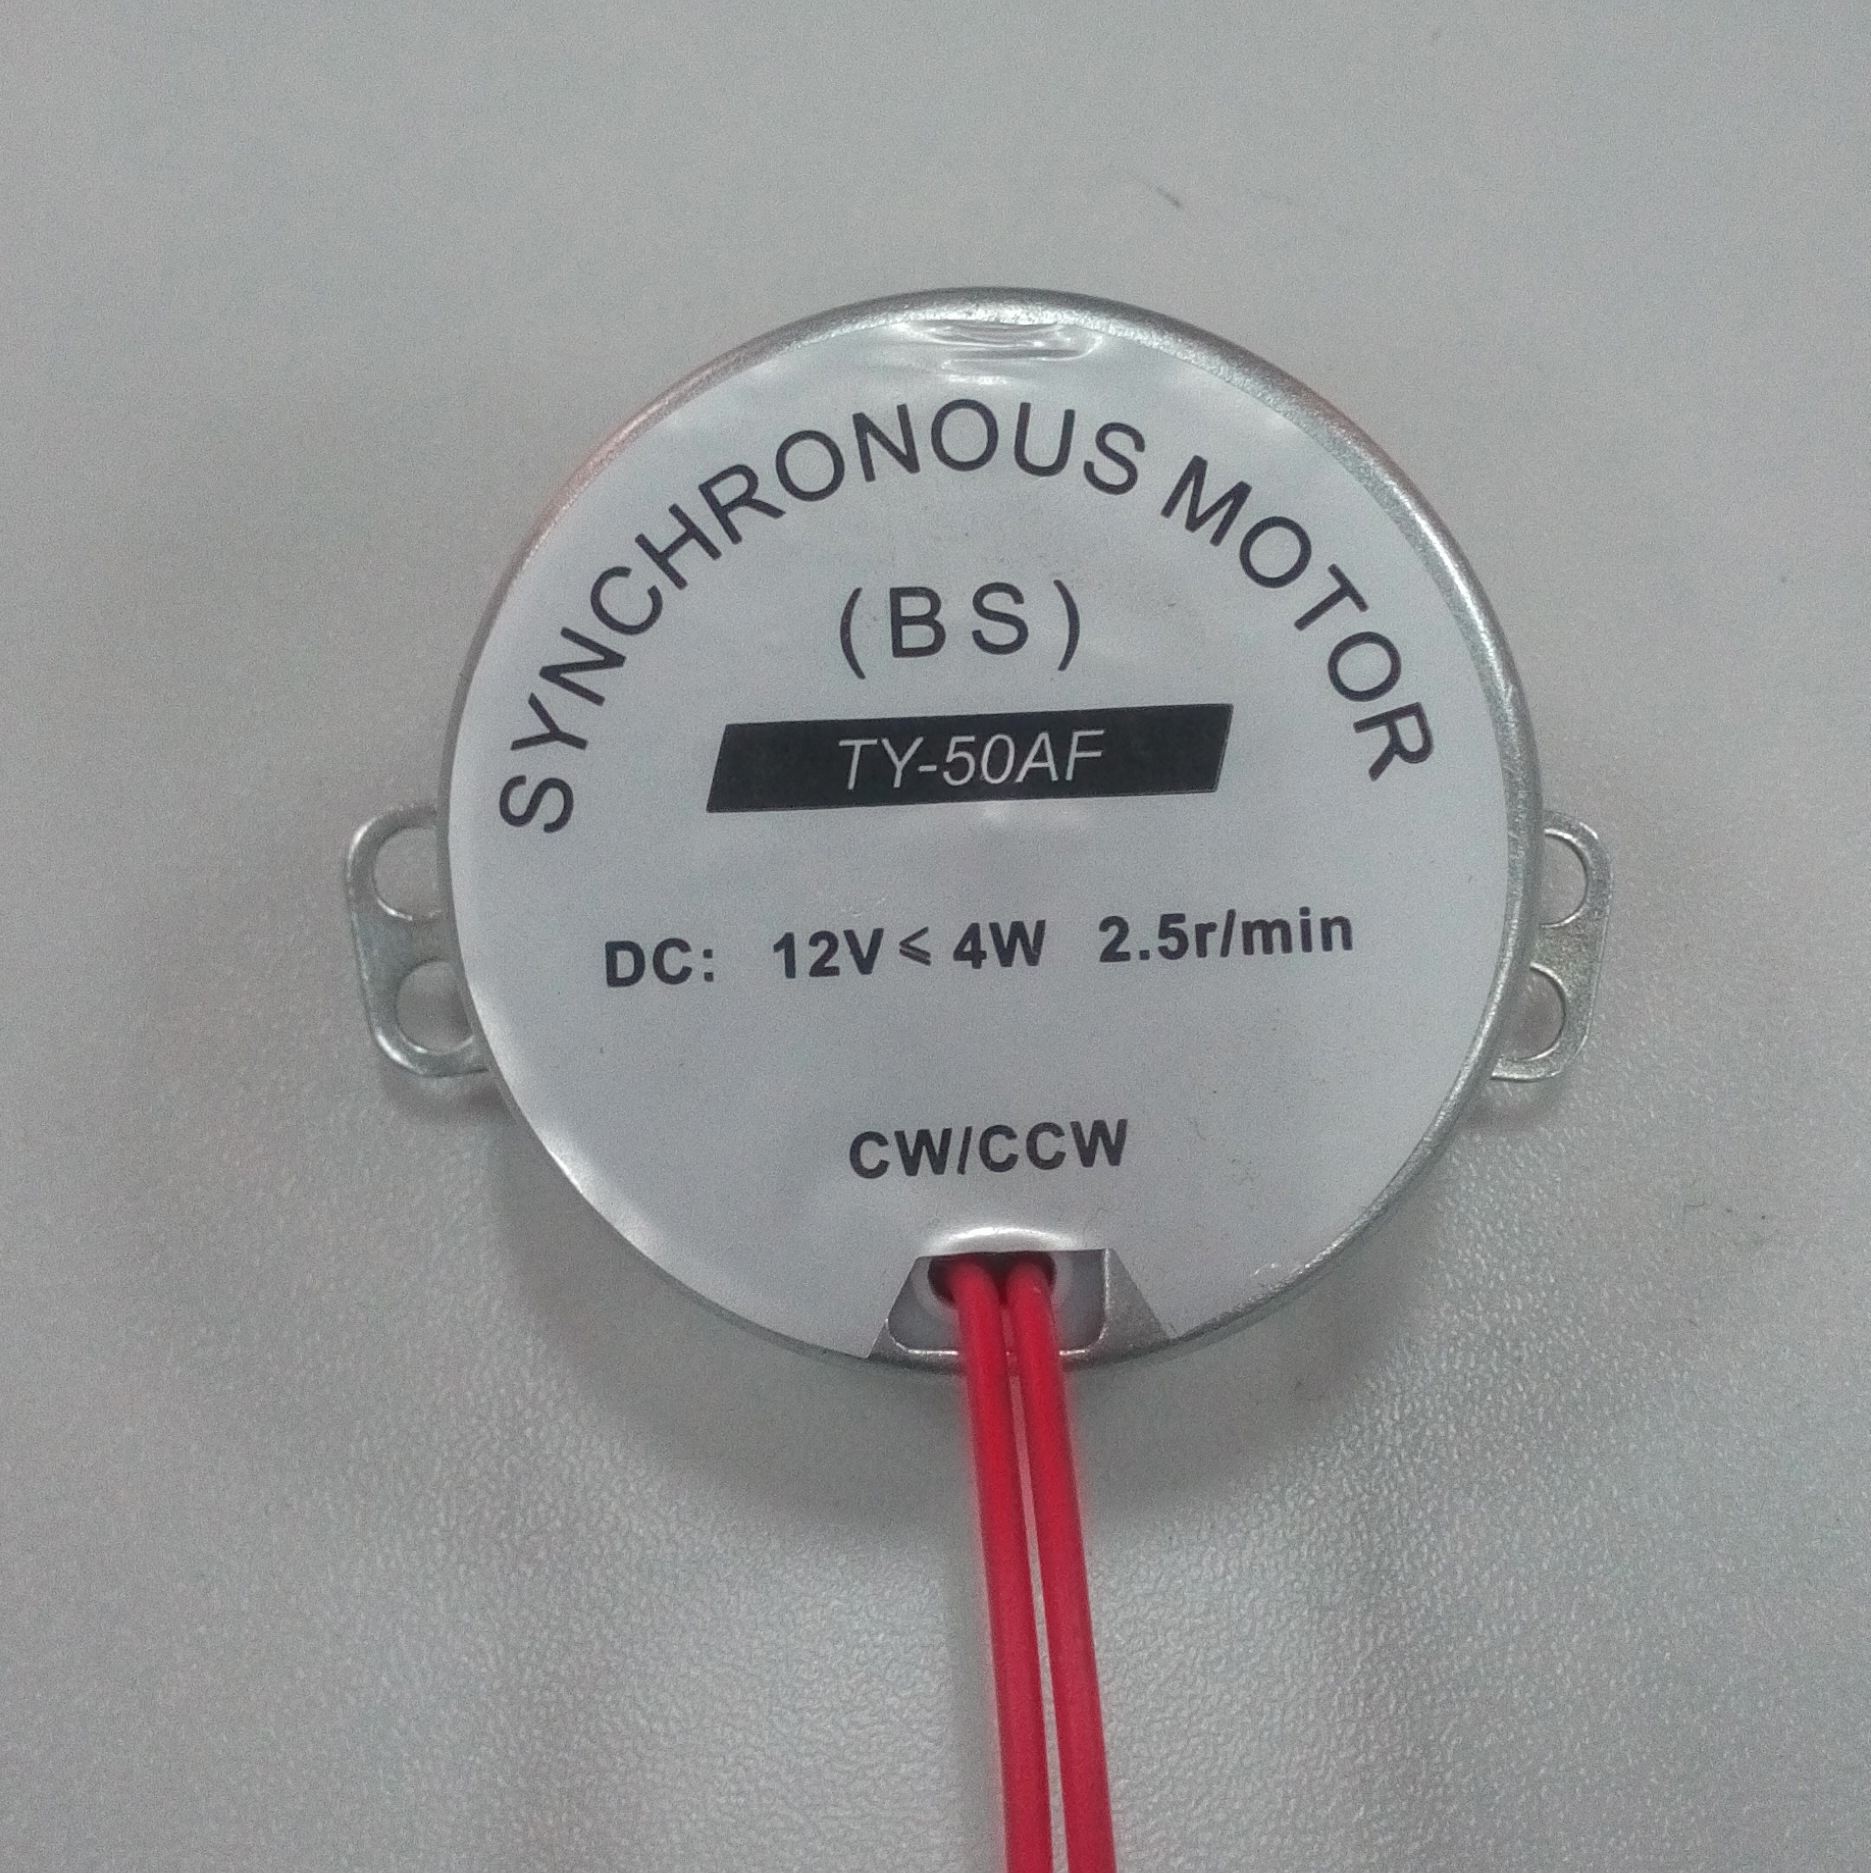 SYNCHRONOUS MOTOR
(BS)
TY-50AF
DC: 12V⩽4W 2.5r/min
CW/CCW